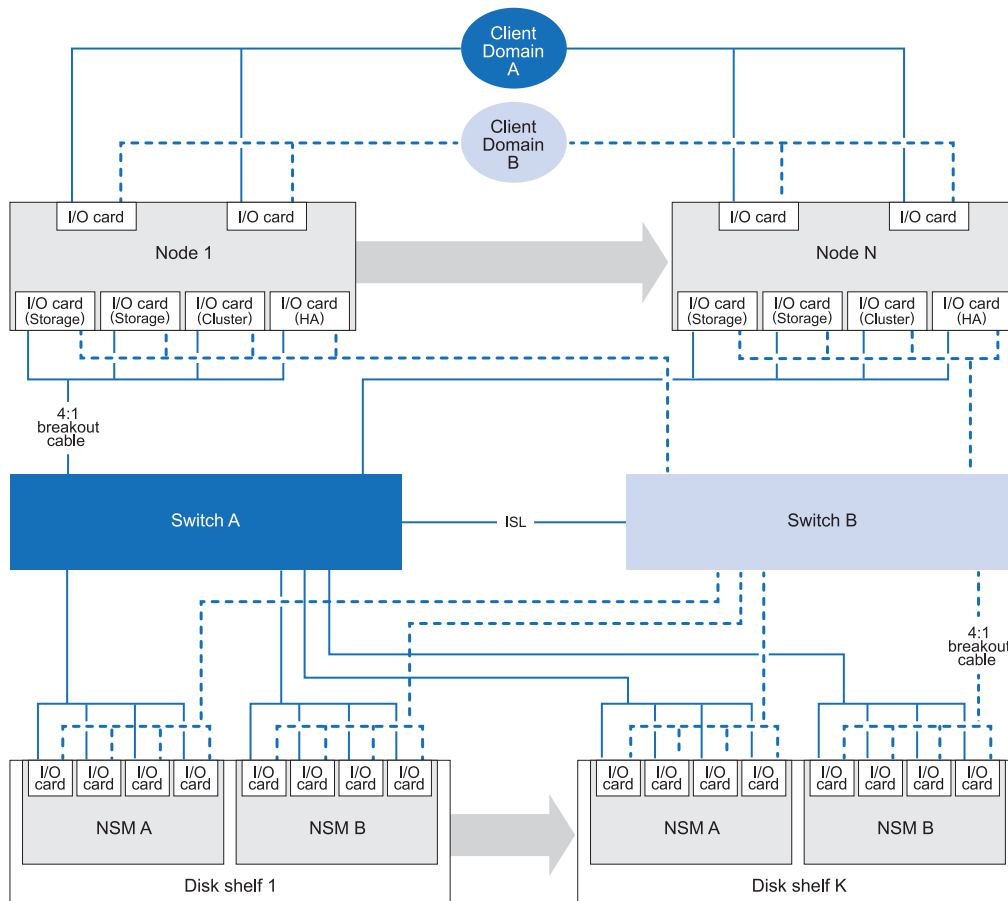 Client
Domain
A
Client
Domain
B
I/O card
I/O card
I/O card
I/O card
Node 1
Node N
I/O card
(Storage)
I/O card
(Storage)
I/O card
(Cluster)
I/O card
(HA)
I/O card
(Storage)
I/O card
(Storage)
I/O card
(Cluster)
I/O card
(HA)
4:1
breakout
cable
Switch A
ISL
Switch B
4:1
breakout
cable
I/O
card
I/O
card
I/O
card
I/O
card
I/O
card
I/O
card
I/O
card
I/O
card
I/O
card
I/O
card
I/O
card
I/O
card
I/O
card
I/O
card
I/O
card
I/O
card
NSM A
NSM B
NSM A
NSM B
Disk shelf 1
Disk shelf K